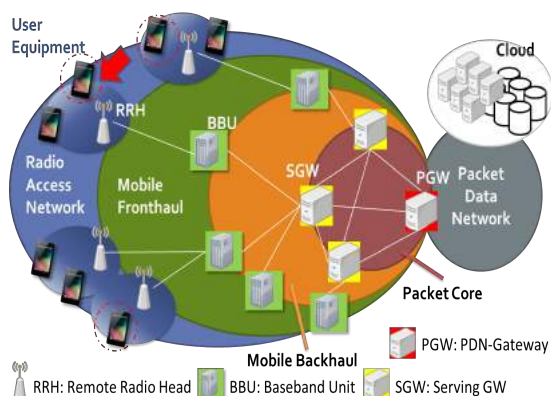 User
Equipment
Cloud
RRH
BBU
Radio
Access
Network
Mobile
Fronthaul
SGW
PGW
Packet
Data
Network
Packet Core
Mobile Backhaul
PGW: PDN-Gateway
RRH: Remote Radio Head
BBU: Baseband Unit
SGW: Serving GW